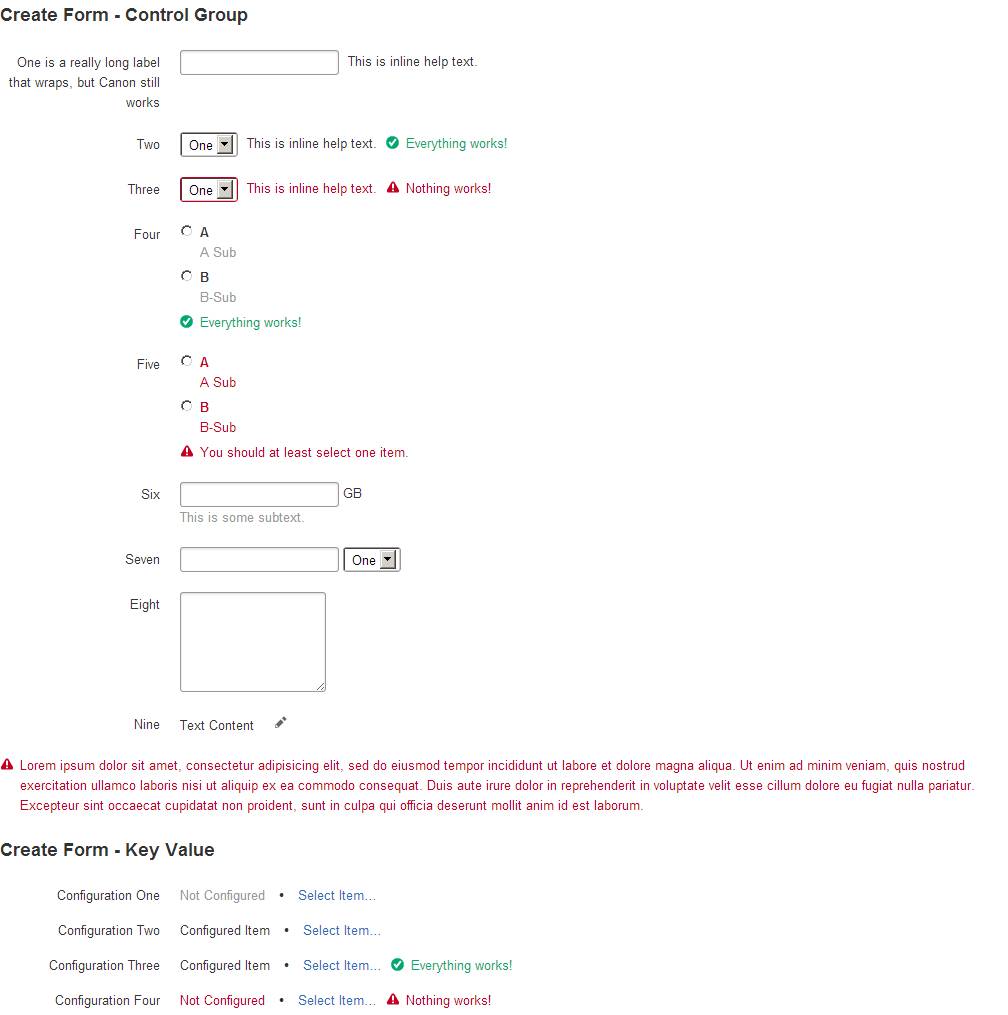 Create Form - Control Group
One is a really long label This is inline help text.
that wraps, but Canon still
works
Two One This is inline help text. Everything works!
Three One This is inline help text. Nothing works!
Four A
A Sub
B
B-Sub
Everything works!
Five A
A Sub
B
B-Sub
You should at least select one item.
Six GB
This is some subtext.
Seven One
Eight
Nine Text Content
Lorem ipsum dolor sit amet, consectetur adipisicing elit, sed do eiusmod tempor incididunt ut labore et dolore magna aliqua. Ut enim ad minim veniam, quis nostrud
exercitation ullamco laboris nisi ut aliquip ex ea commodo consequat. Duis aute irure dolor in reprehenderit in voluptate velit esse cillum dolore eu fugiat nulla pariatur.
Excepteur sint occaecat cupidatat non proident, sunt in culpa qui officia deserunt mollit anim id est laborum.
Create Form - Key Value
Configuration One Not Configured • Select Item...
Configuration Two Configured Item • Select Item...
Configuration Three Configured Item • Select Item... Everything works!
Configuration Four Not Configured • Select Item... Nothing works!